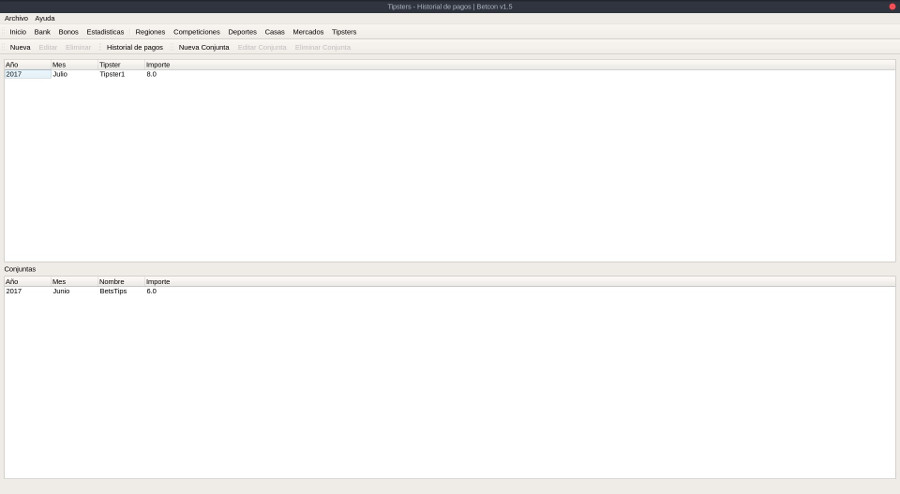 Tipsters - Historial de pagos | Betcon v1.5
Archivo Ayuda
Inicio Bank Bonos Estadisticas Regiones Competiciones Deportes Casas Mercados Tipsters
Nueva Editar Eliminar Historial de pagos Nueva Conjunta Editar Conjunta Eliminar Conjunta
Año Mes Tipster Importe
2017 Julio Tipster1 8.0
Conjuntas
Año Mes Nombre Importe
2017 Junio BetsTips 6.0